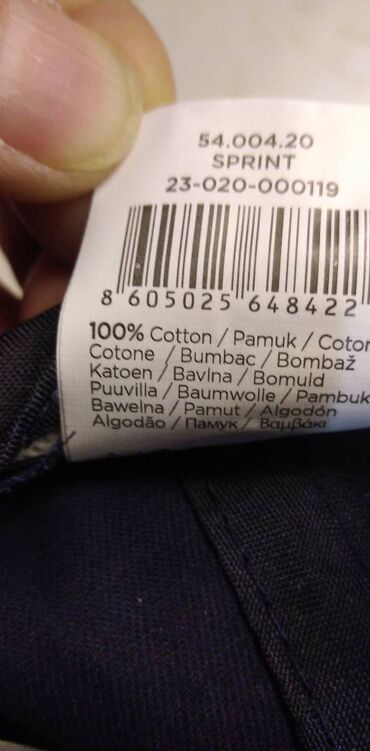 54.004.20
SPRINT
23-020-000119
8 605025 648422
100% Cotton / Pamuk / Coton
Cotone / Bumbac / Bombaž
Katoen / Bavlna / Bomuld
Puuvilla / Baumwolle / Pambuk
Bawełna / Pamut / Algodón
Algodão / Памук / Βαμβάκι